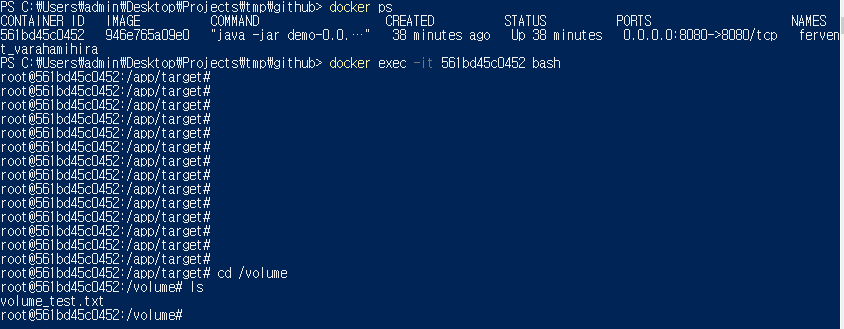 PS C:₩Users₩admin₩Desktop₩Projects₩tmp₩github> docker ps
CONTAINER ID   IMAGE          COMMAND                  CREATED          STATUS          PORTS                    NAMES
561bd45c0452   946e765a09e0   "java -jar demo-0.0.…"   38 minutes ago   Up 38 minutes   0.0.0.0:8080->8080/tcp   ferven
t_varahamihira
PS C:₩Users₩admin₩Desktop₩Projects₩tmp₩github> docker exec -it 561bd45c0452 bash
root@561bd45c0452:/app/target#
root@561bd45c0452:/app/target#
root@561bd45c0452:/app/target#
root@561bd45c0452:/app/target#
root@561bd45c0452:/app/target#
root@561bd45c0452:/app/target#
root@561bd45c0452:/app/target#
root@561bd45c0452:/app/target#
root@561bd45c0452:/app/target#
root@561bd45c0452:/app/target#
root@561bd45c0452:/app/target#
root@561bd45c0452:/app/target#
root@561bd45c0452:/app/target#
root@561bd45c0452:/app/target#
root@561bd45c0452:/app/target# cd /volume
root@561bd45c0452:/volume# ls
volume_test.txt
root@561bd45c0452:/volume#